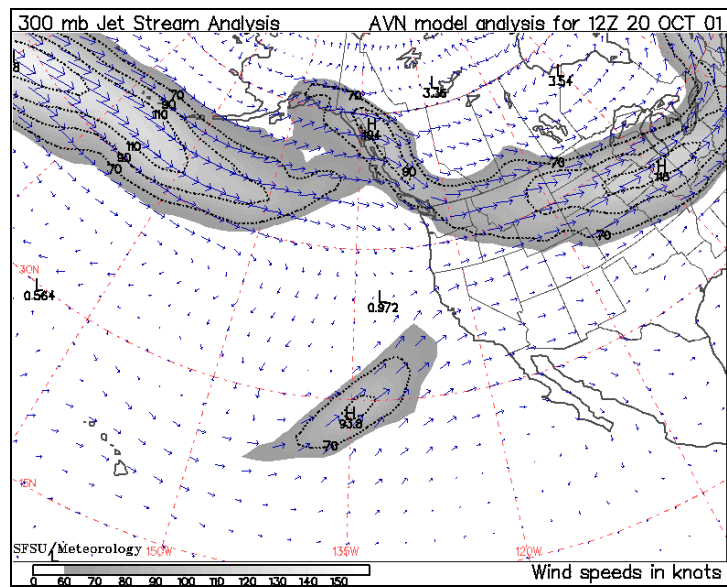 300 mb Jet Stream Analysis AVN model analysis for 12Z 20 OCT 01
L
L
3.36
L
3.54
70
90
110
70
H
110
90
70
90
70
H
70
30N
L
0.564
L
0.972
H
93.8
70
15N
SFSU/Meteorology
150W 135W 120W
0 60 70 80 90 100 110 120 130 140 150 Wind speeds in knots